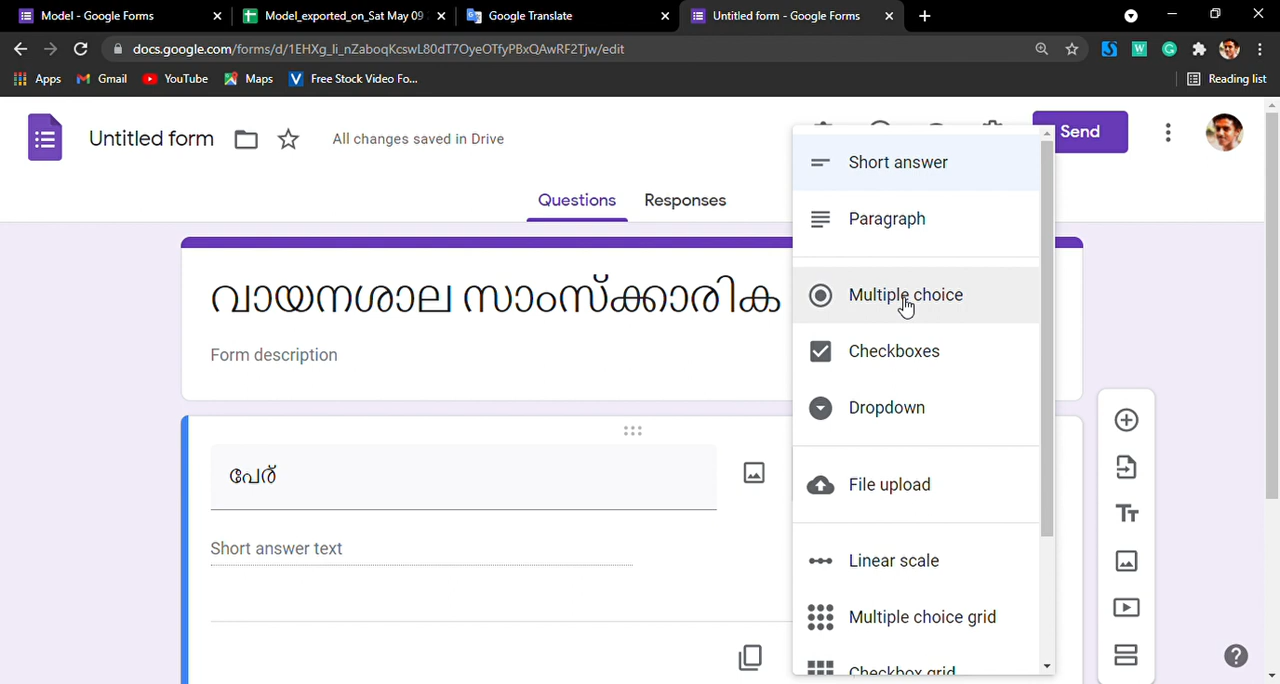 Model - Google Forms
Model_exported_on_Sat May 09
Google Translate
Untitled form - Google Forms
docs.google.com/forms/d/1EHXg_li_nZaboqKcswL80dT7OyeOTfyPBxQAwRF2Tjw/edit
Apps
Gmail
YouTube
Maps
Free Stock Video Fo...
Reading list
Untitled form
All changes saved in Drive
Send
Questions
Responses
വായനശാല സാംസ്ക്കാരിക
Form description
പേര്
Short answer text
Short answer
Paragraph
Multiple choice
Checkboxes
Dropdown
File upload
Linear scale
Multiple choice grid
Checkbox grid